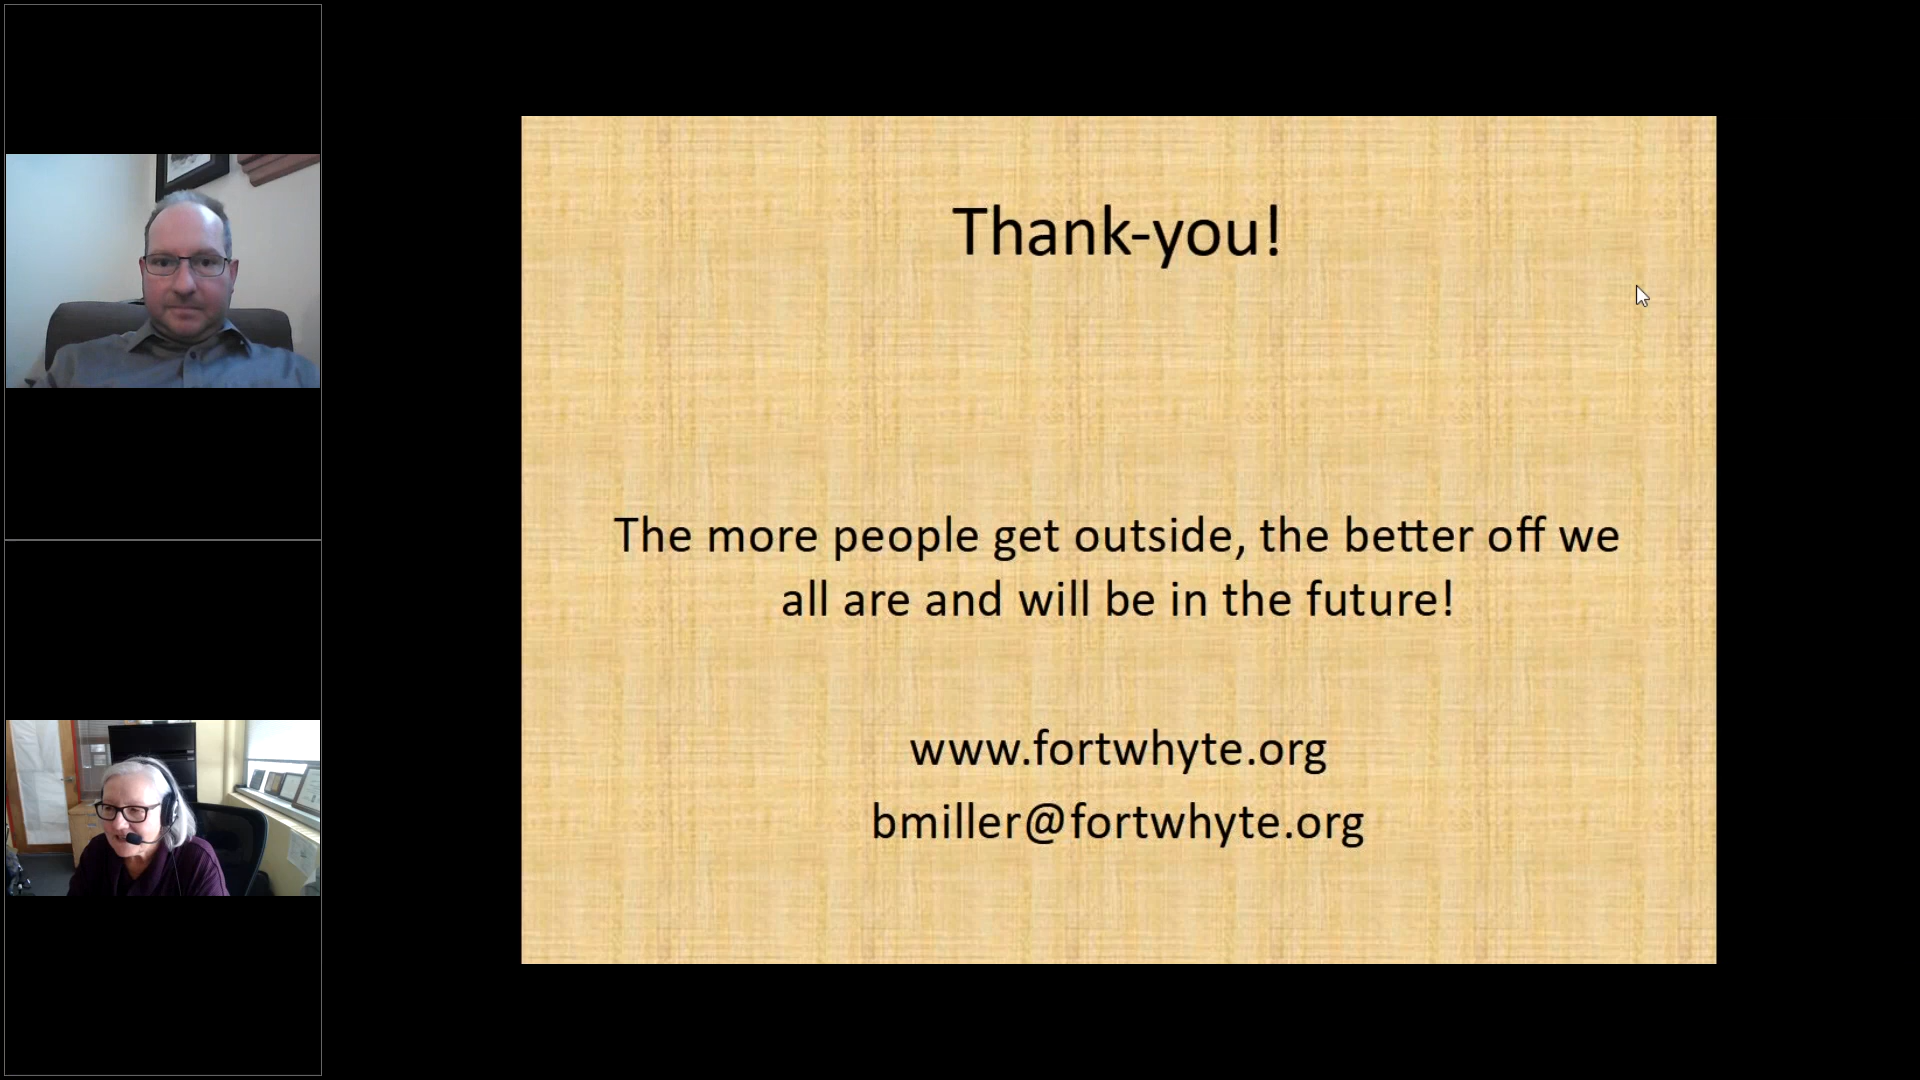 Thank-you!
The more people get outside, the better off we
all are and will be in the future!
www.fortwhyte.org
bmiller@fortwhyte.org